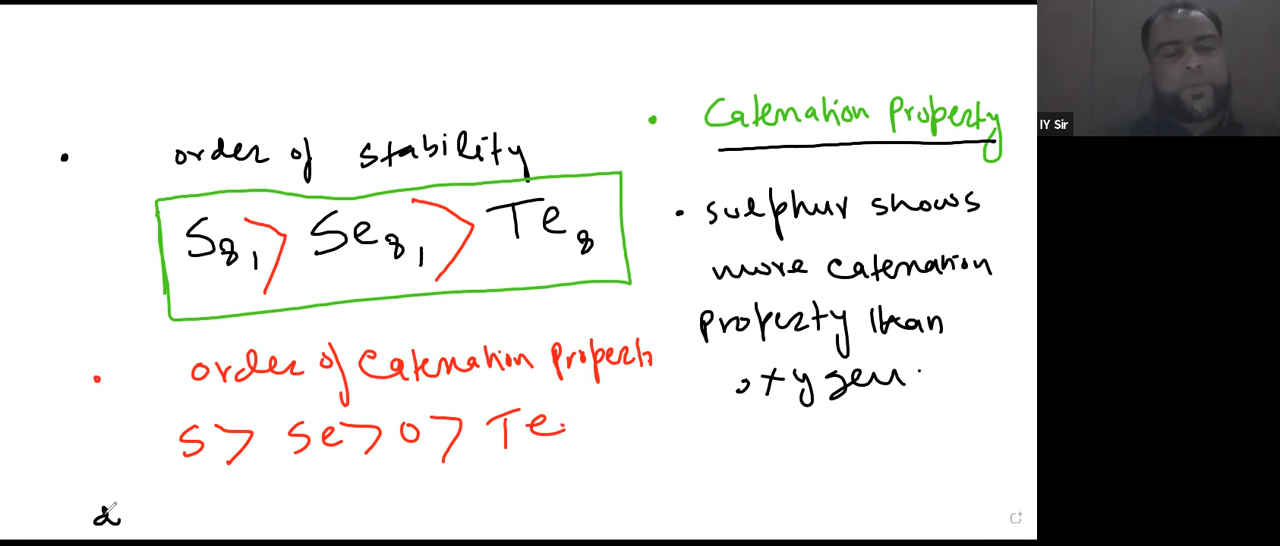 • order of stability
S8, > Se8, > Te8
• order of Catenation Property
S > Se > O > Te.
• Catenation Property
• sulphur shows
more catenation
property than
oxygen.
IY Sir